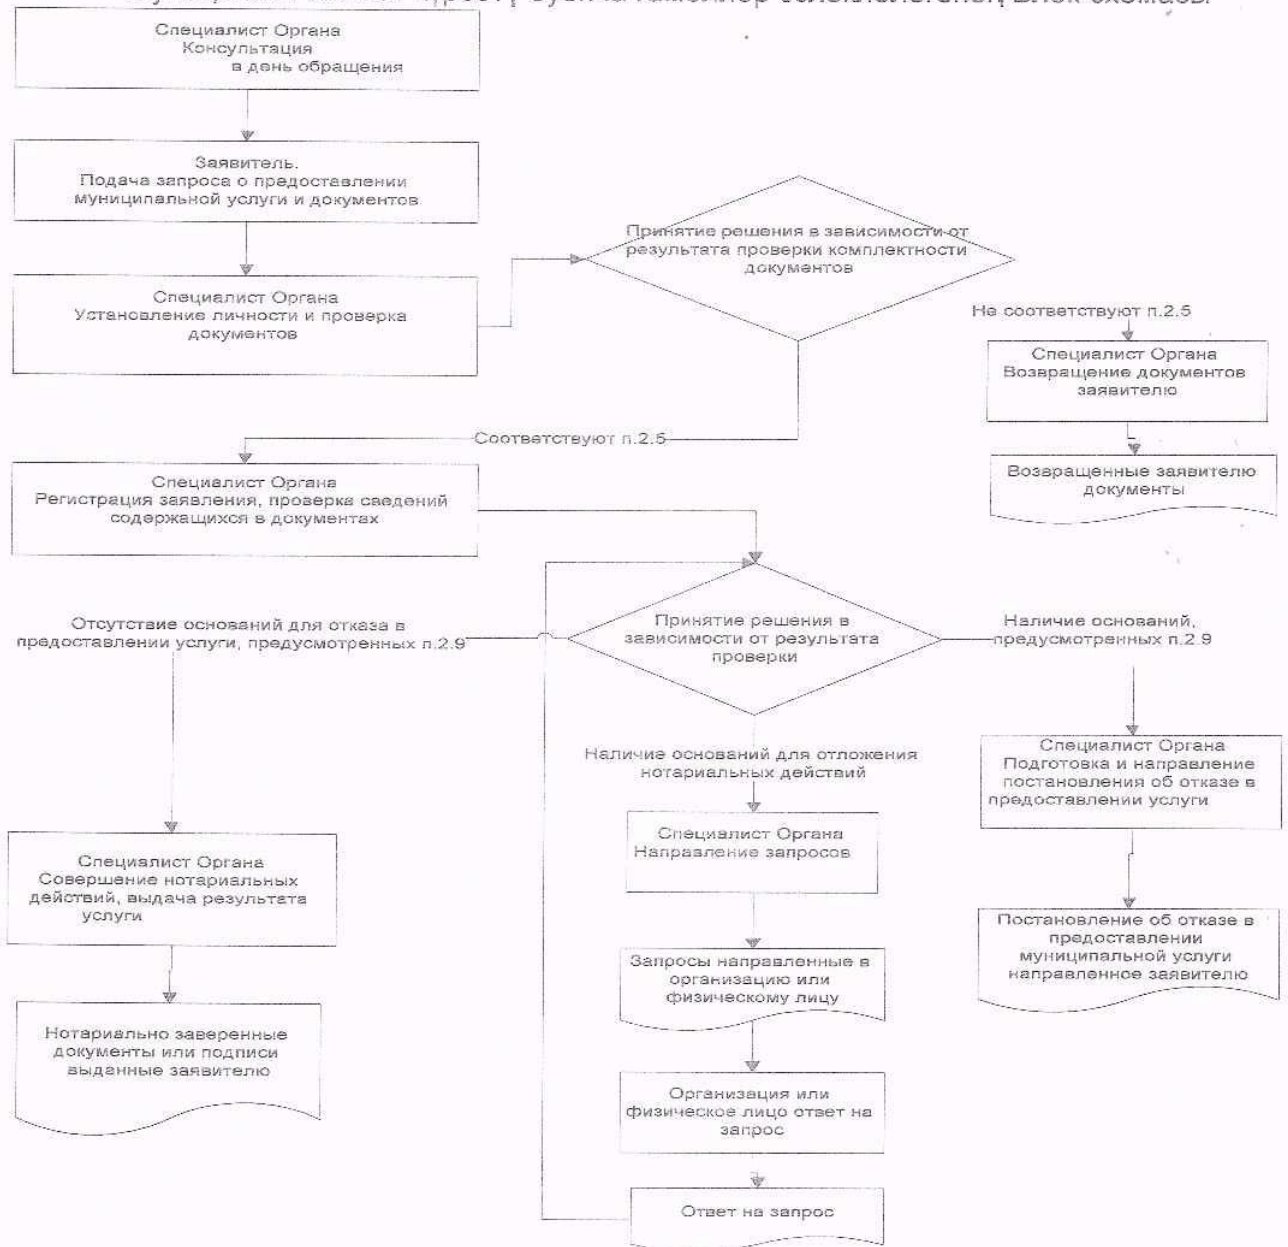 блок-схемасы
Специалист Органа
Консультация
в день обращения
Заявитель.
Подача запроса о предоставлении
муниципальной услуги и документов
Принятие решения в зависимости от
результата проверки комплектности
документов
Специалист Органа
Установление личности и проверка
документов
Не соответствуют п.2.5
Специалист Органа
Возвращение документов
заявителю
Соответствуют п.2.5
Возвращенные заявителю
документы
Специалист Органа
Регистрация заявления, проверка сведений
содержащихся в документах
Отсутствие оснований для отказа в
предоставлении услуги, предусмотренных п.2.9
Принятие решения в
зависимости от результата
проверки
Наличие оснований,
предусмотренных п.2.9
Наличие оснований для отложения
нотариальных действий
Специалист Органа
Подготовка и направление
постановления об отказе в
предоставлении услуги
Специалист Органа
Направление запросов
Специалист Органа
Совершение нотариальных
действий, выдача результата
услуги
Постановление об отказе в
предоставлении
муниципальной услуги
направленное заявителю
Запросы направленные в
организацию или
физическому лицу
Нотариально заверенные
документы или подписи
выданные заявителю
Организация или
физическое лицо ответ на
запрос
Ответ на запрос